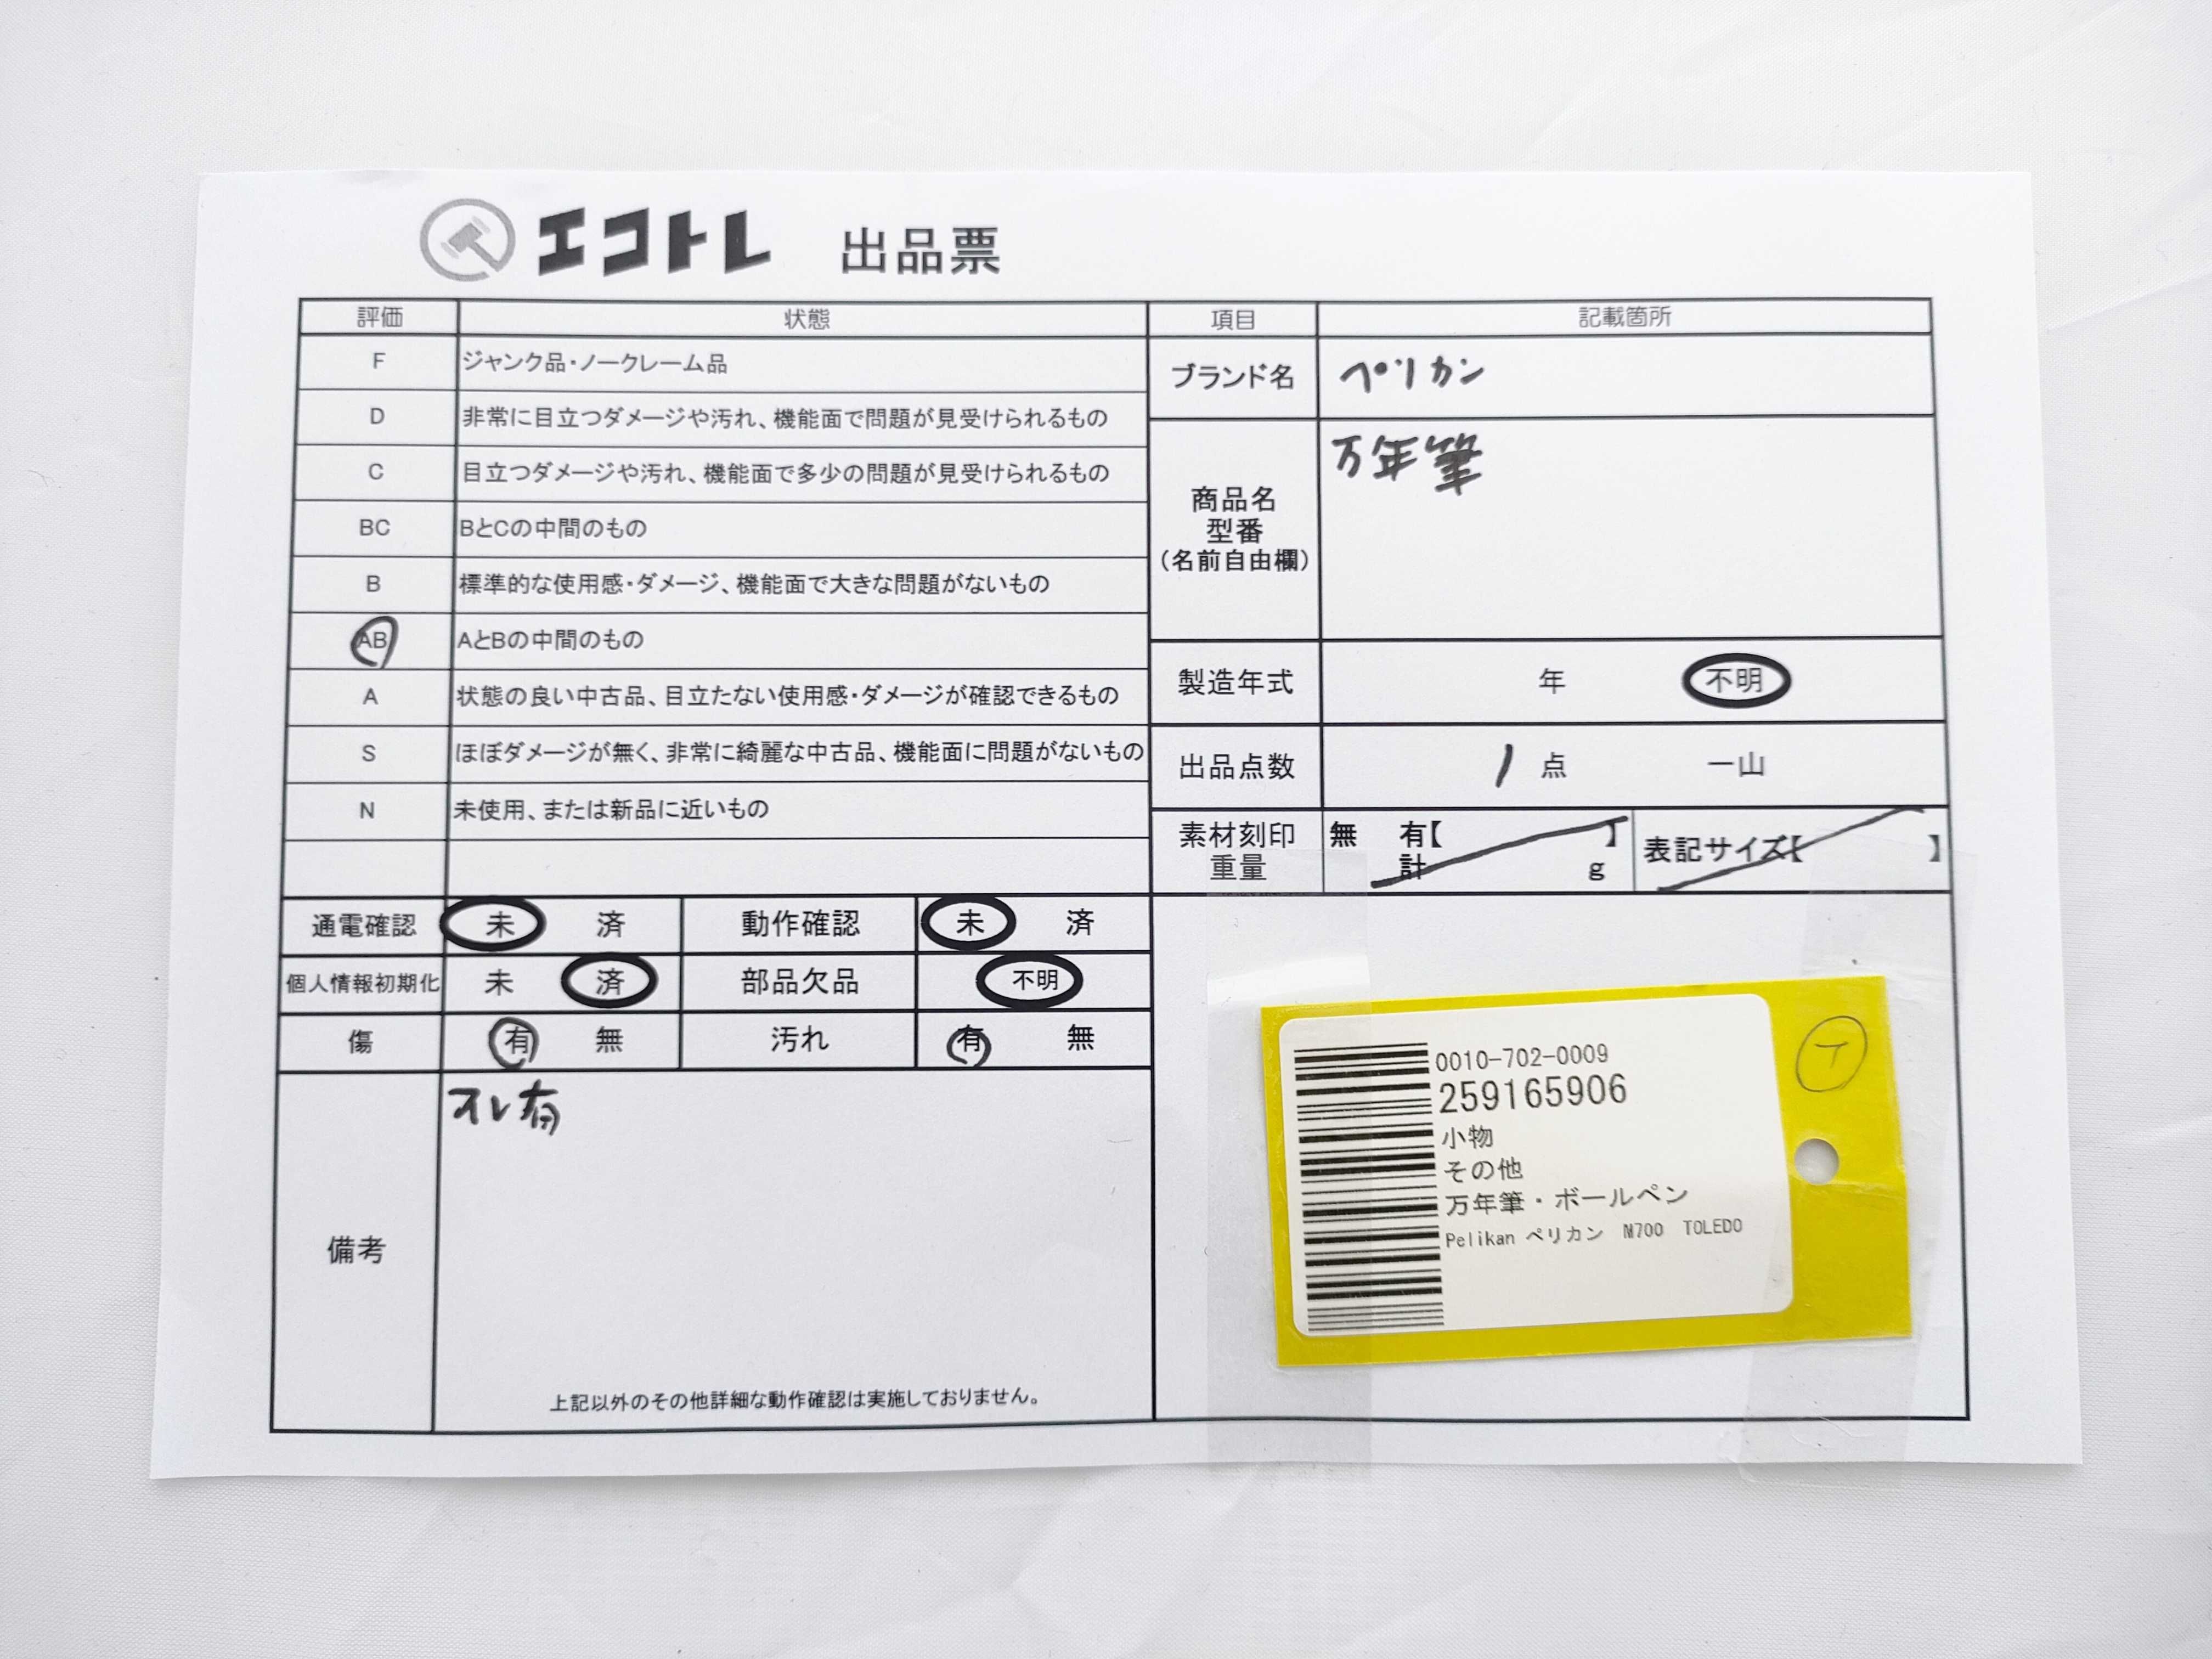 エコトレ 出品票
評価 状態 項目 記載箇所
F ジャンク品・ノークレーム品
D 非常に目立つダメージや汚れ、機能面で問題が見受けられるもの
C 目立つダメージや汚れ、機能面で多少の問題が見受けられるもの
BC BとCの中間のもの
B 標準的な使用感・ダメージ、機能面で大きな問題がないもの
AB AとBの中間のもの
A 状態の良い中古品、目立たない使用感・ダメージが確認できるもの
S ほぼダメージが無く、非常に綺麗な中古品、機能面に問題がないもの
N 未使用、または新品に近いもの
ブランド名 ペリカン
商品名
型番
(名前自由欄)
万年筆
製造年式 年 不明
出品点数 1 点 一山
素材刻印 無 有【 】
重量 計 g
表記サイズ【 】
通電確認 未 済 動作確認 未 済
個人情報初期化 未 済 部品欠品 不明
傷 有 無 汚れ 有 無
備考
スレ有
上記以外のその他詳細な動作確認は実施しておりません。
0010-702-0009
259165906
小物
その他
万年筆・ボールペン
Pelikan ペリカン M700 TOLEDO